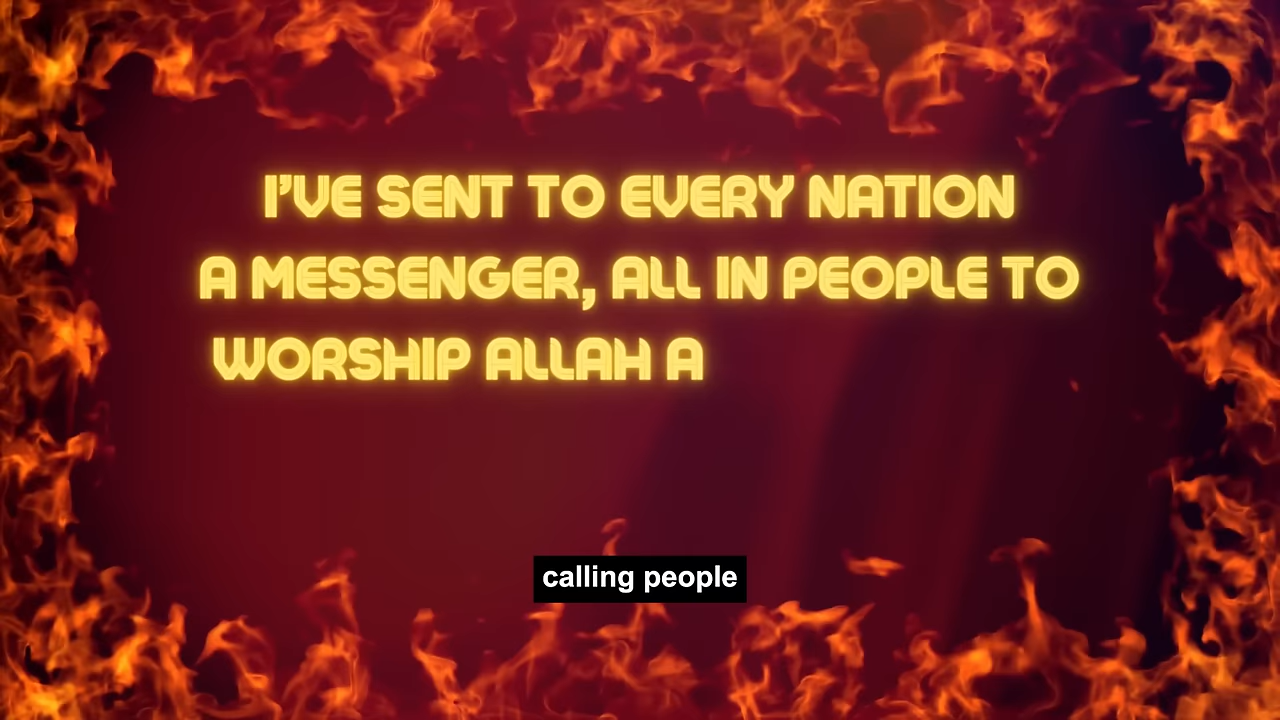 I'VE SENT TO EVERY NATION
A MESSENGER, ALL IN PEOPLE TO
WORSHIP ALLAH A
calling people